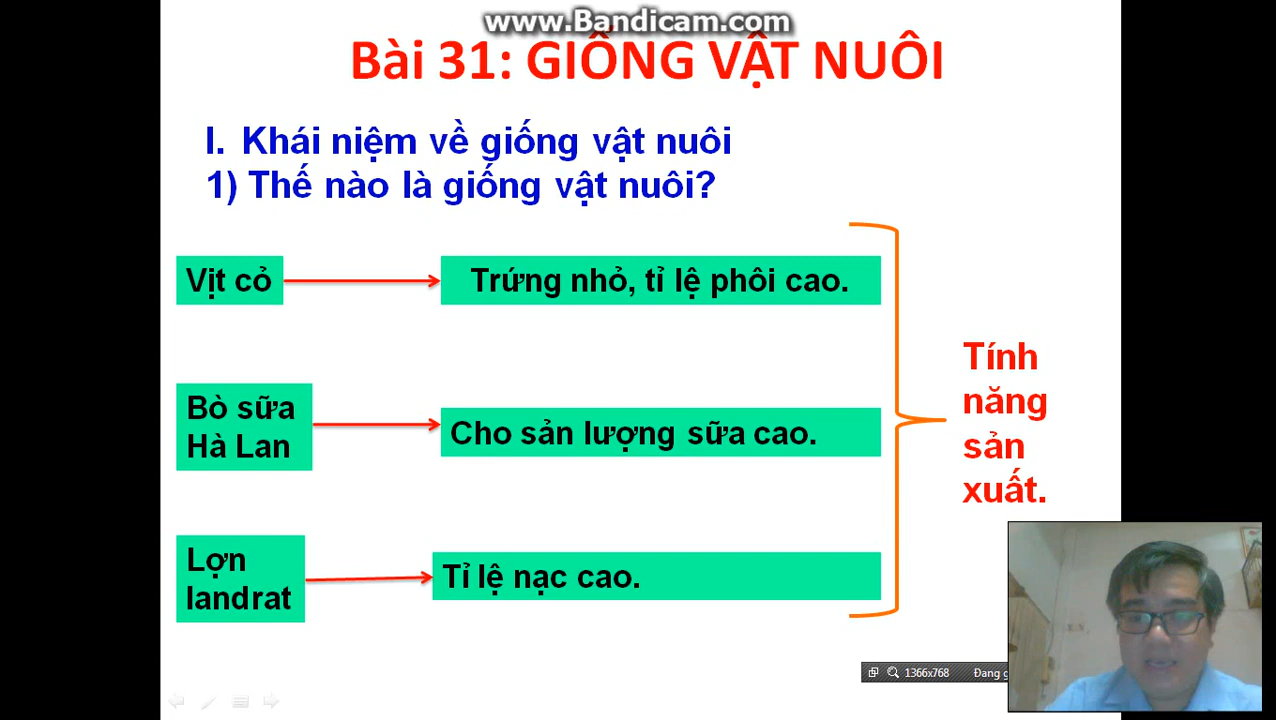 www.Bandicam.com
Bài 31: GIỐNG VẬT NUÔI
I. Khái niệm về giống vật nuôi
1) Thế nào là giống vật nuôi?
Vịt cỏ
Trứng nhỏ, tỉ lệ phôi cao.
Bò sữa
Hà Lan
Cho sản lượng sữa cao.
Lợn
landrat
Tỉ lệ nạc cao.
Tính
năng
sản
xuất.
1366x768 Đang